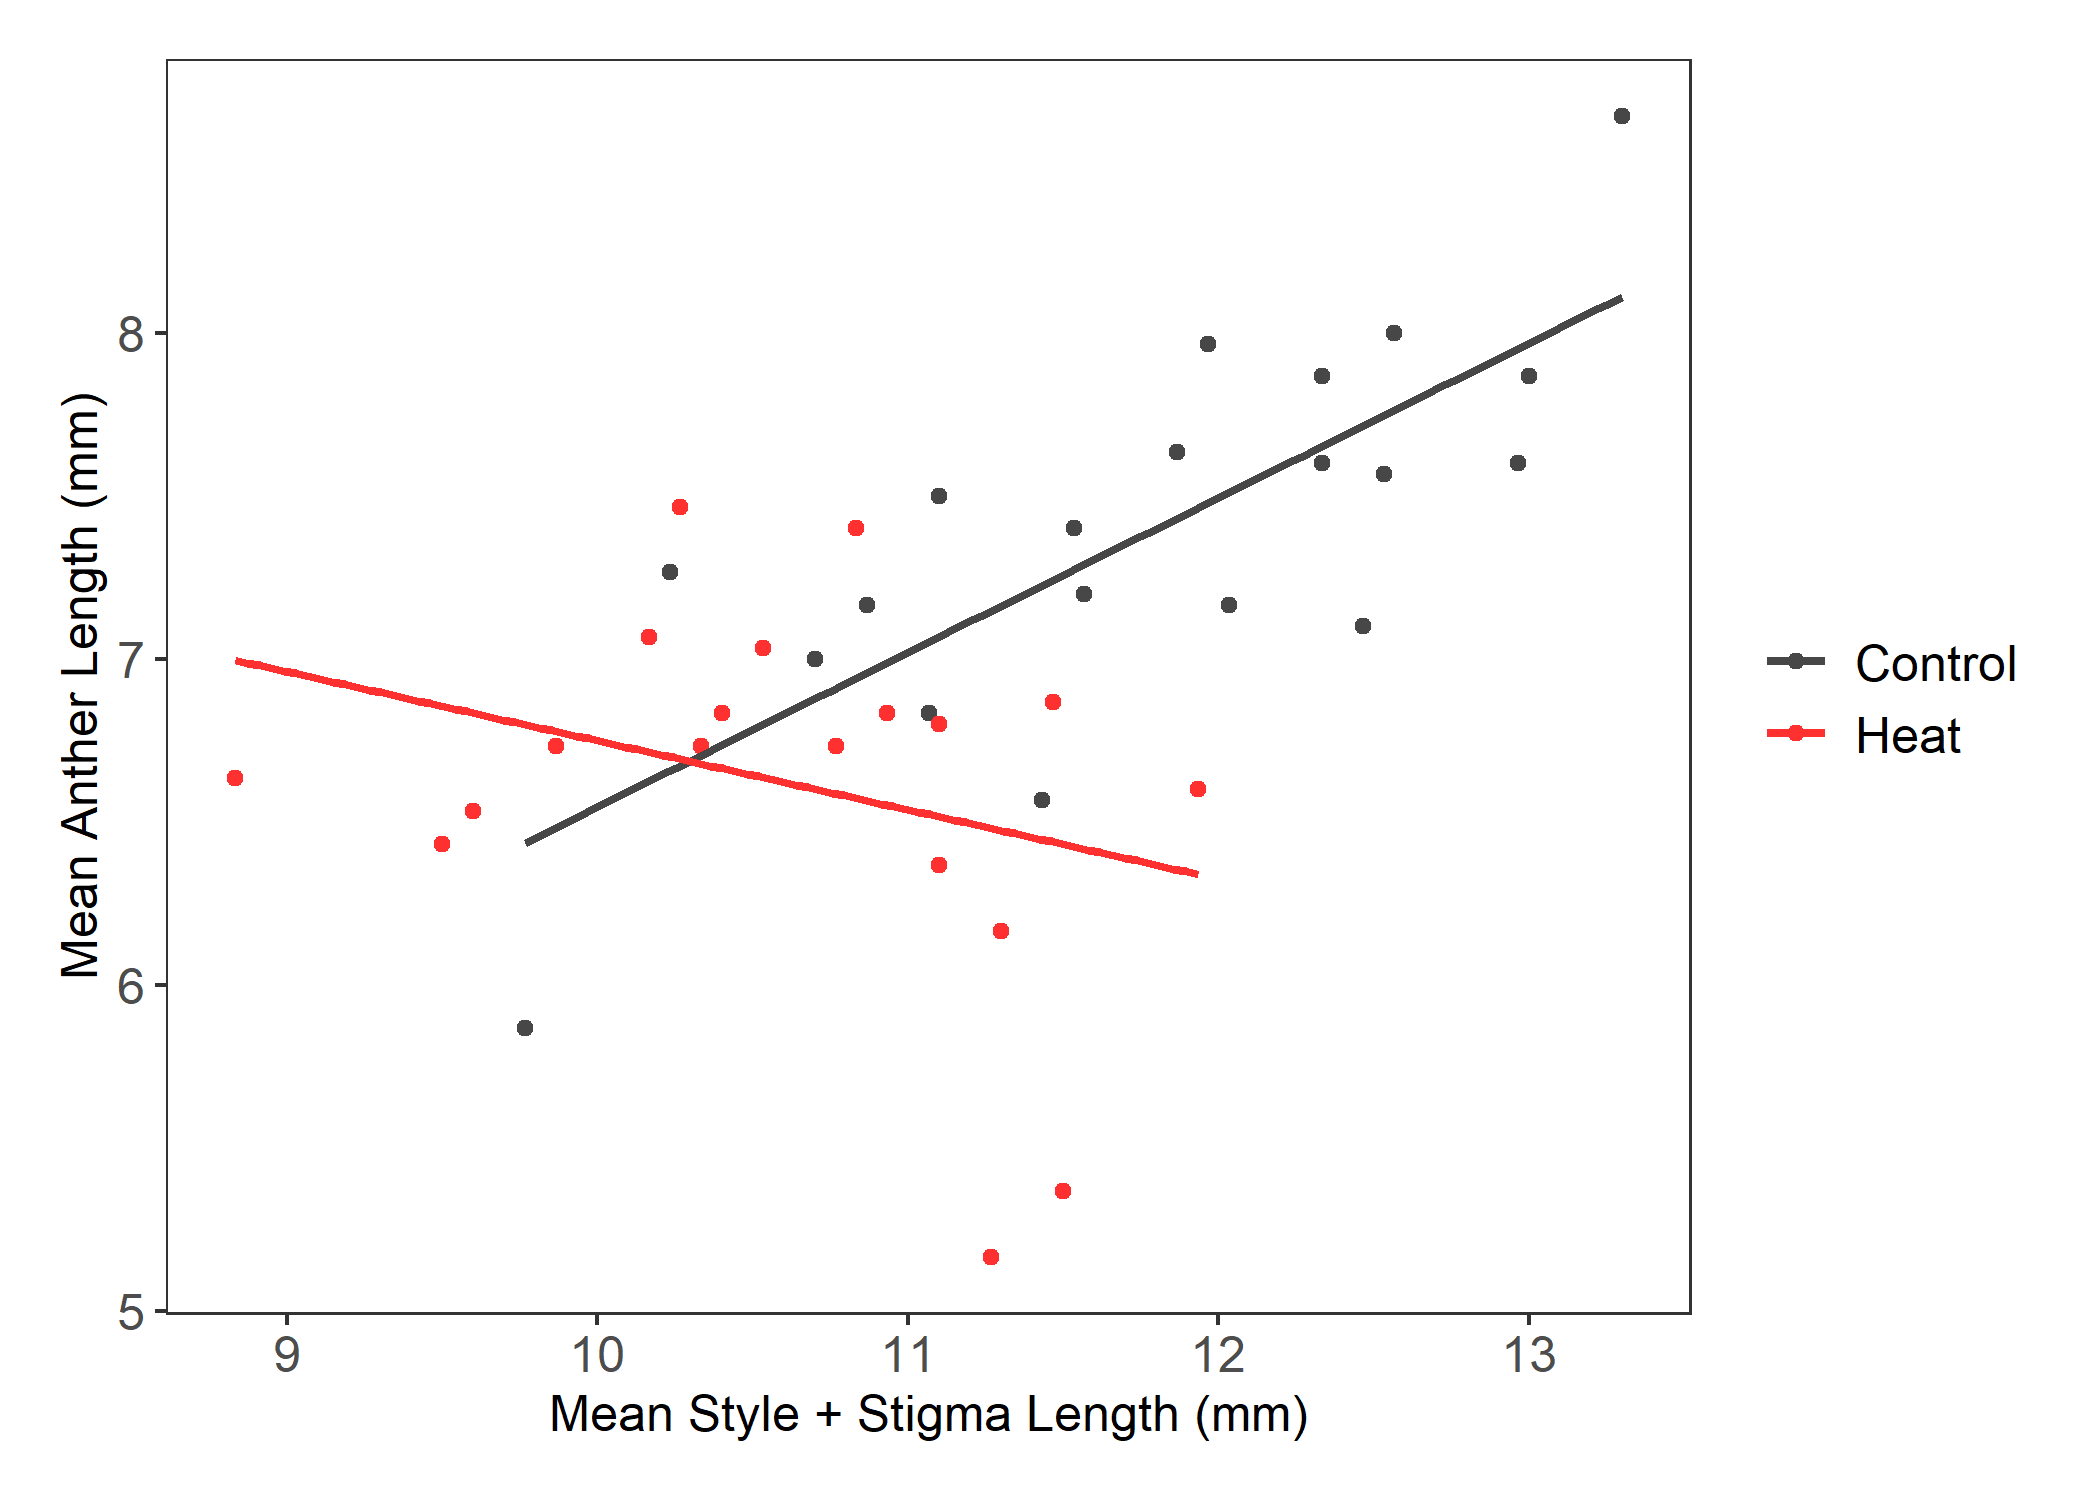 Mean Anther Length (mm)
8
7
6
5
9 10 11 12 13
Mean Style + Stigma Length (mm)
Control
Heat